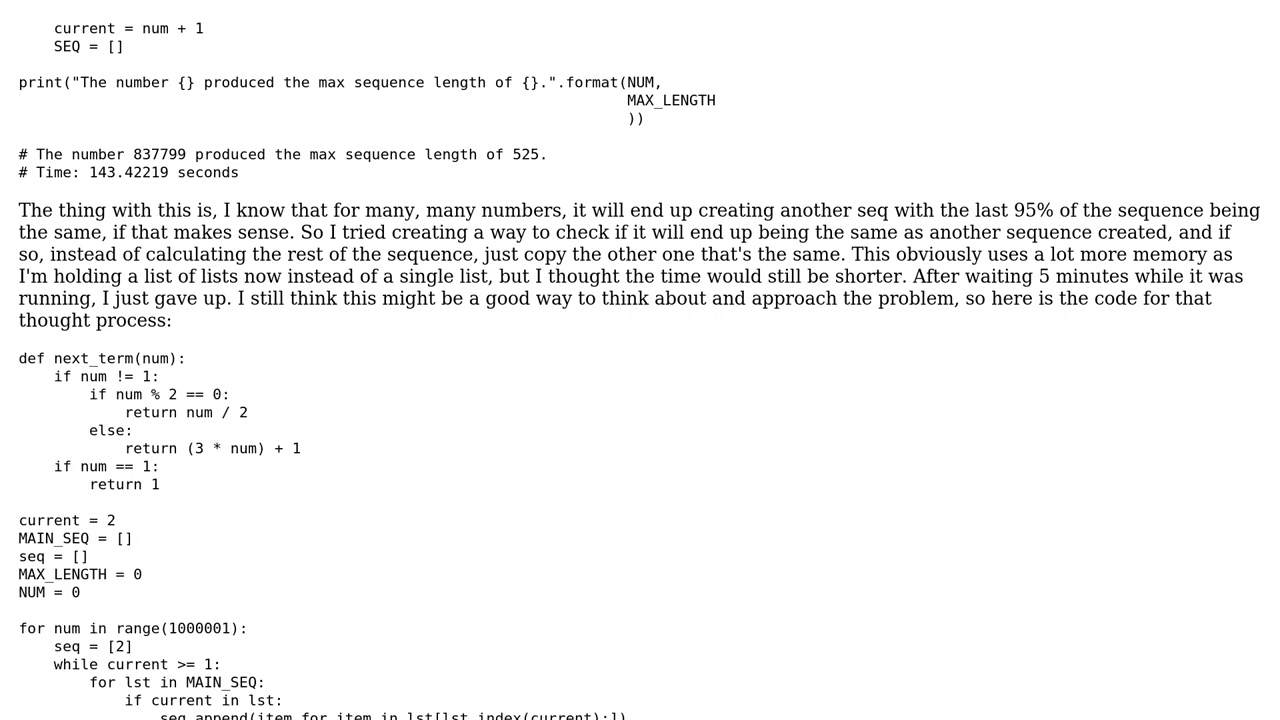 current = num + 1
    SEQ = []

print("The number {} produced the max sequence length of {}.".format(NUM,
                                                                     MAX_LENGTH
                                                                     ))

# The number 837799 produced the max sequence length of 525.
# Time: 143.42219 seconds

The thing with this is, I know that for many, many numbers, it will end up creating another seq with the last 95% of the sequence being
the same, if that makes sense. So I tried creating a way to check if it will end up being the same as another sequence created, and if
so, instead of calculating the rest of the sequence, just copy the other one that's the same. This obviously uses a lot more memory as
I'm holding a list of lists now instead of a single list, but I thought the time would still be shorter. After waiting 5 minutes while it was
running, I just gave up. I still think this might be a good way to think about and approach the problem, so here is the code for that
thought process:

def next_term(num):
    if num != 1:
        if num % 2 == 0:
            return num / 2
        else:
            return (3 * num) + 1
    if num == 1:
        return 1

current = 2
MAIN_SEQ = []
seq = []
MAX_LENGTH = 0
NUM = 0

for num in range(1000001):
    seq = [2]
    while current >= 1:
        for lst in MAIN_SEQ:
            if current in lst:
                seq.append(item for item in lst[lst.index(current):])